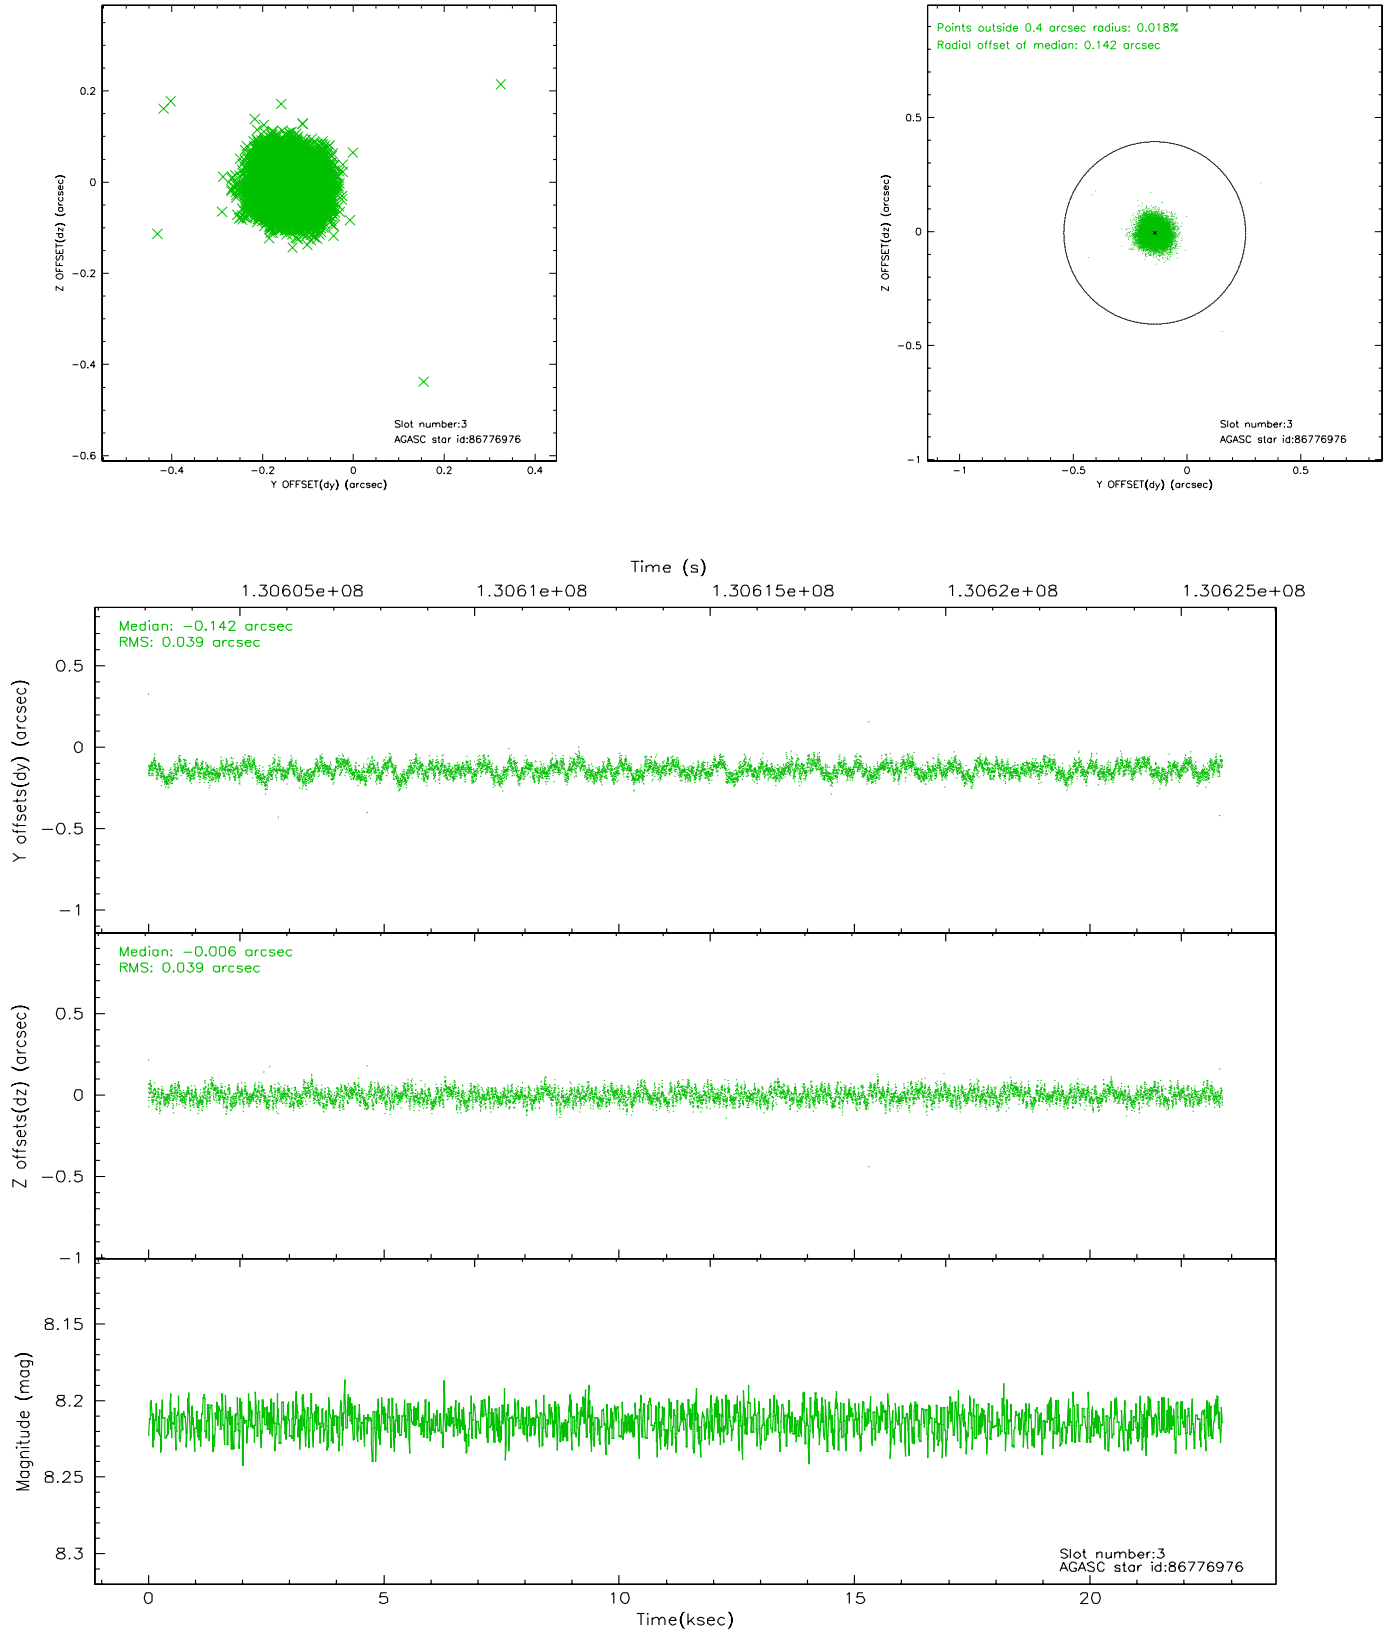 0.2
0
−0.2
−0.4
−0.6
Z OFFSET(dz) (arcsec)
−0.4
−0.2
0
0.2
0.4
Y OFFSET(dy) (arcsec)
Slot number:3
AGASC star id:86776976
Points outside 0.4 arcsec radius: 0.018%
Radial offset of median: 0.142 arcsec
0.5
0
−0.5
−1
Z OFFSET(dz) (arcsec)
−1
−0.5
0
0.5
Y OFFSET(dy) (arcsec)
Slot number:3
AGASC star id:86776976
Time (s)
1.30605e+08
1.3061e+08
1.30615e+08
1.3062e+08
1.30625e+08
Median: −0.142 arcsec
RMS: 0.039 arcsec
0.5
0
−0.5
−1
Y offsets(dy) (arcsec)
Median: −0.006 arcsec
RMS: 0.039 arcsec
0.5
0
−0.5
−1
Z offsets(dz) (arcsec)
8.15
8.2
8.25
8.3
Magnitude (mag)
Slot number:3
AGASC star id:86776976
0
5
10
15
20
Time(ksec)